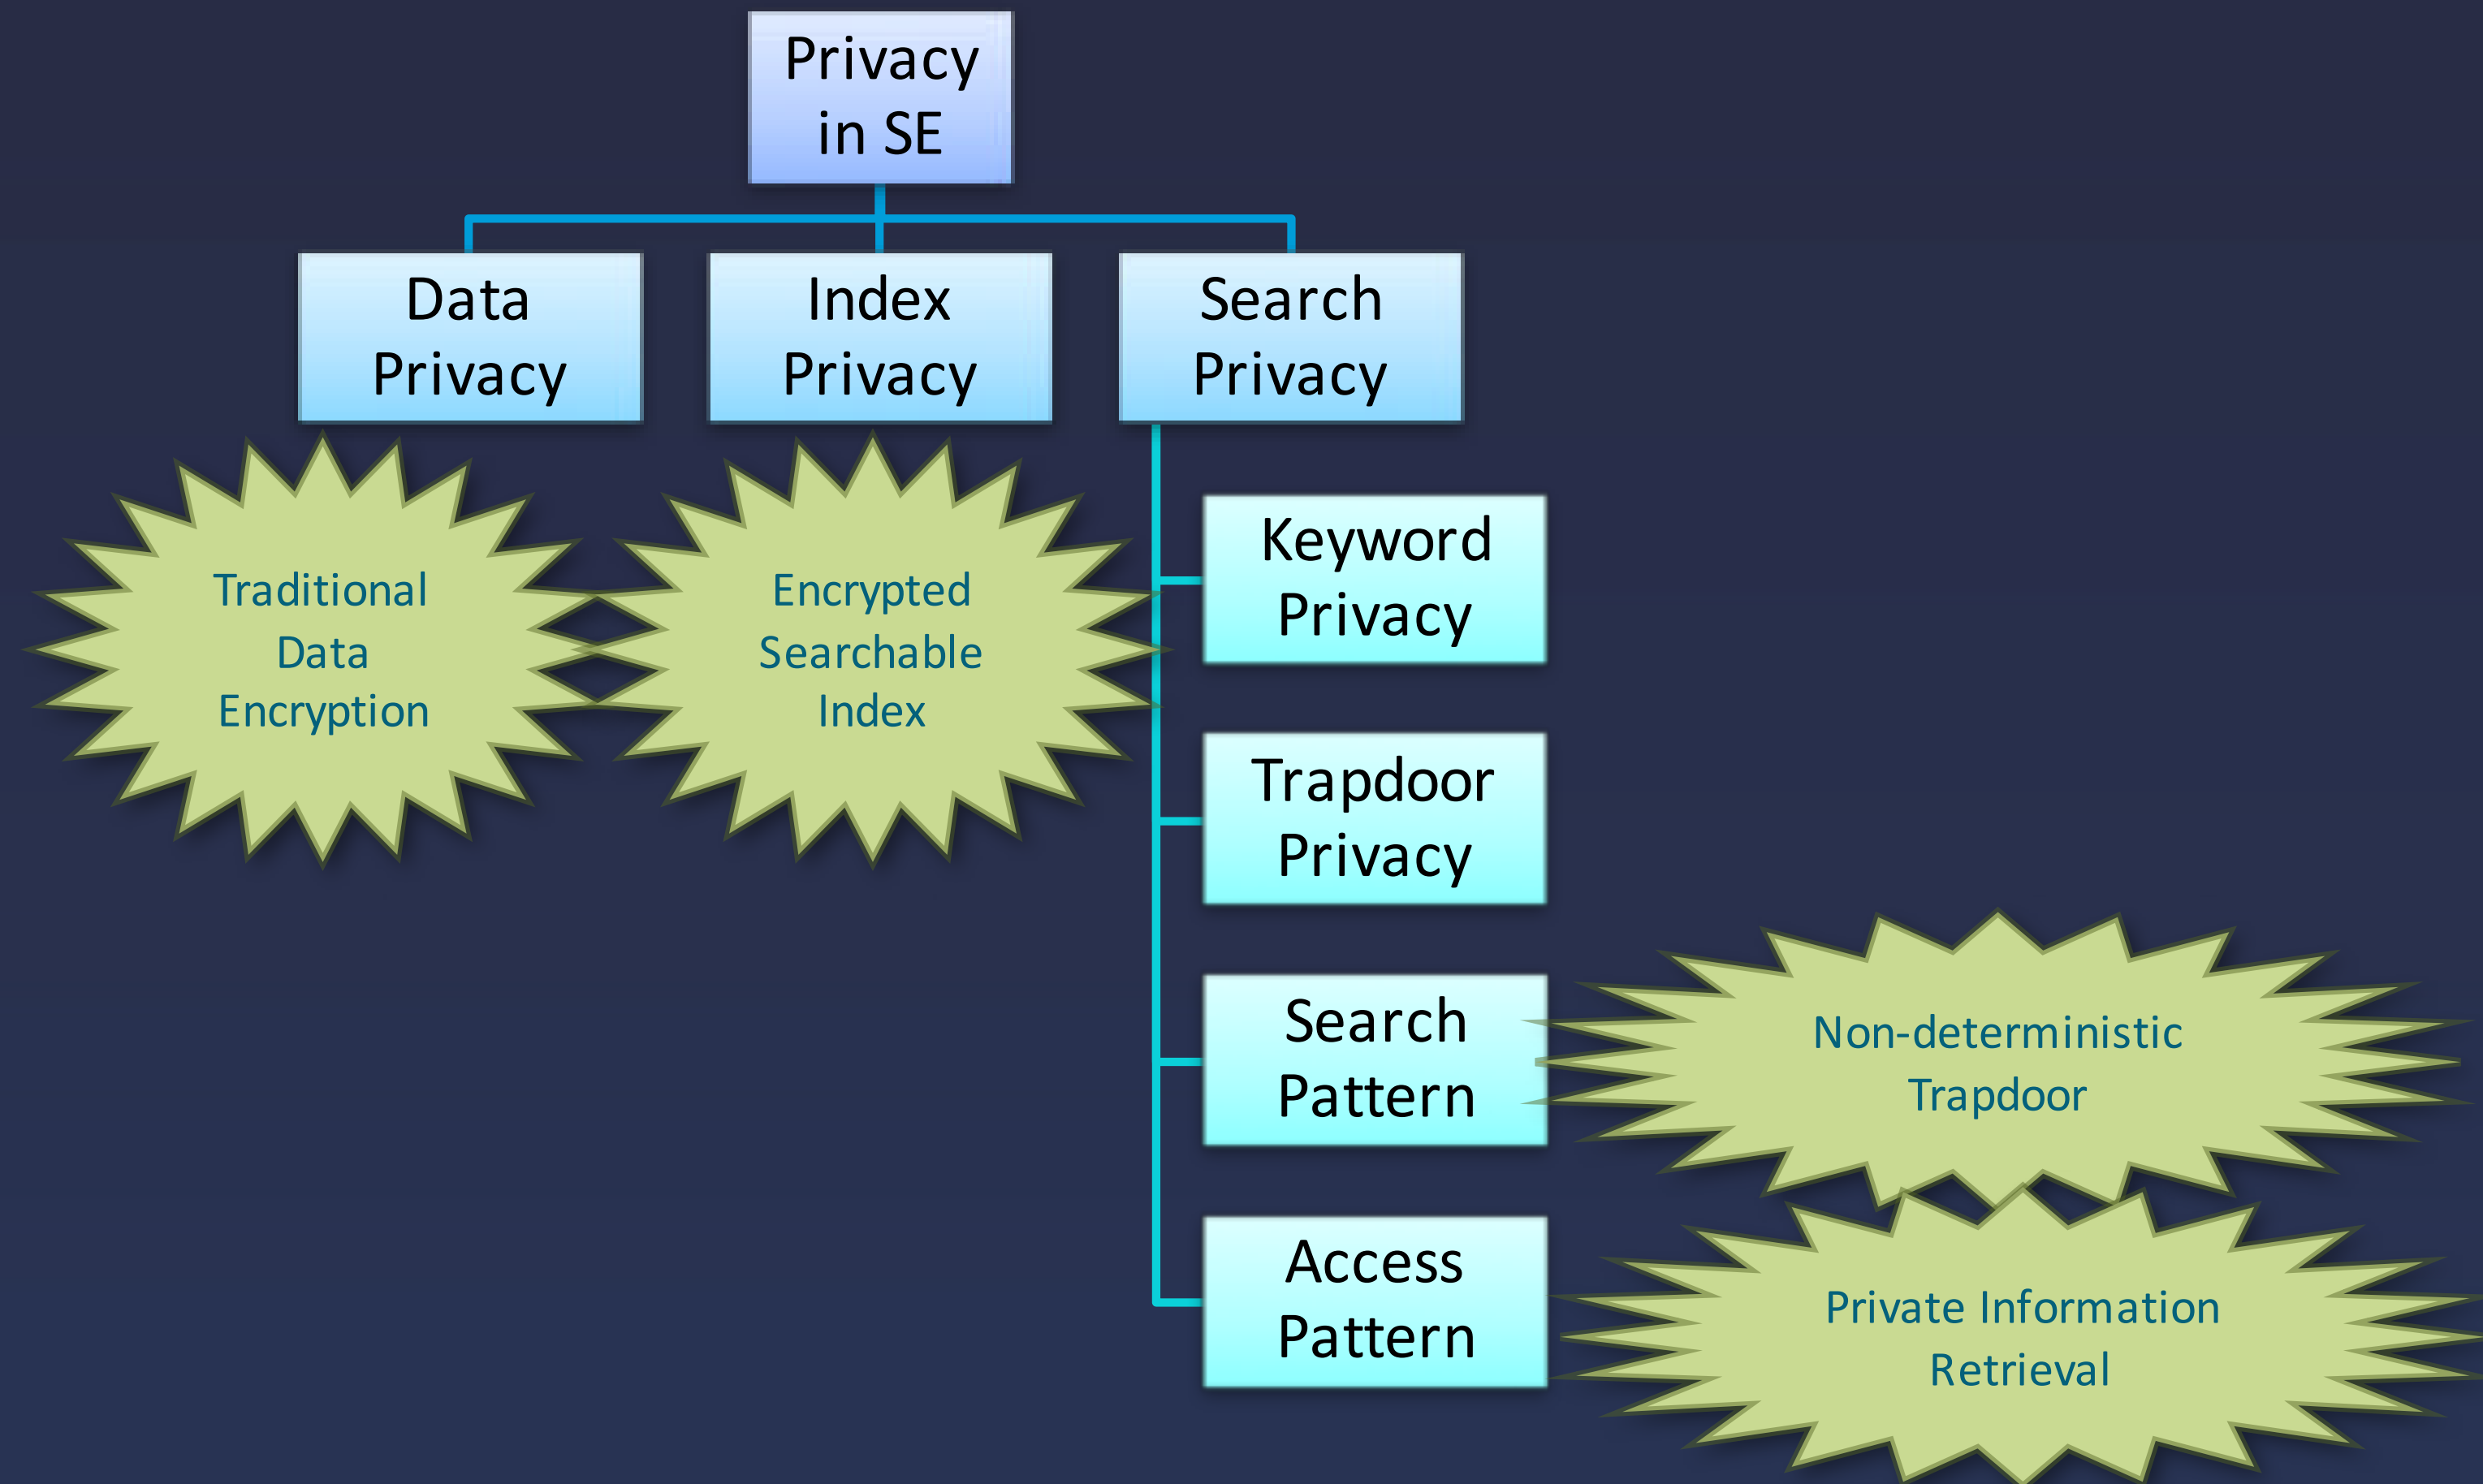 Privacy
in SE
Data
Privacy
Index
Privacy
Search
Privacy
Traditional
Data
Encryption
Encrypted
Searchable
Index
Keyword
Privacy
Trapdoor
Privacy
Search
Pattern
Non-deterministic
Trapdoor
Access
Pattern
Private Information
Retrieval